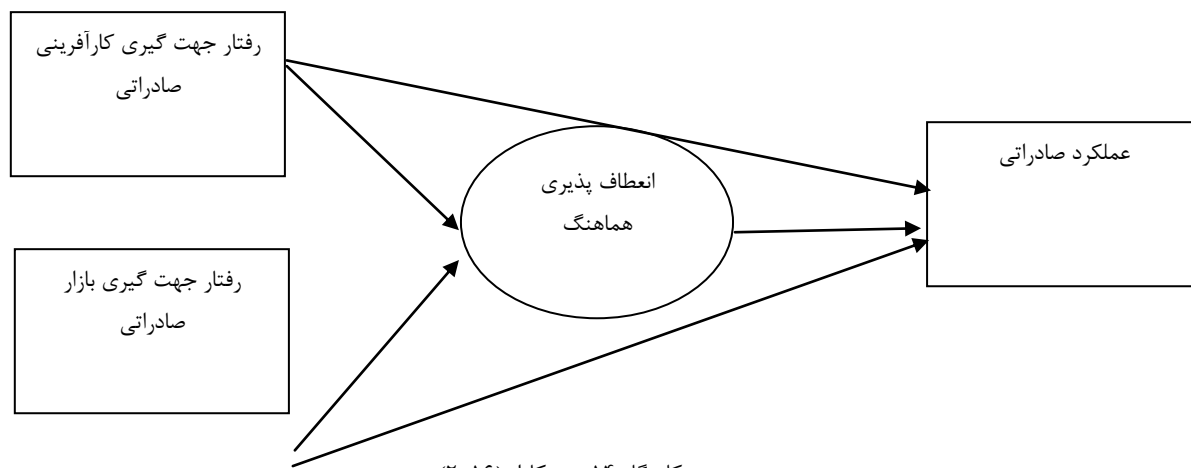 رفتار جهت گیری کارآفرینی
صادراتی
عملکرد صادراتی
انعطاف پذیری
هماهنگ
رفتار جهت گیری بازار
صادراتی